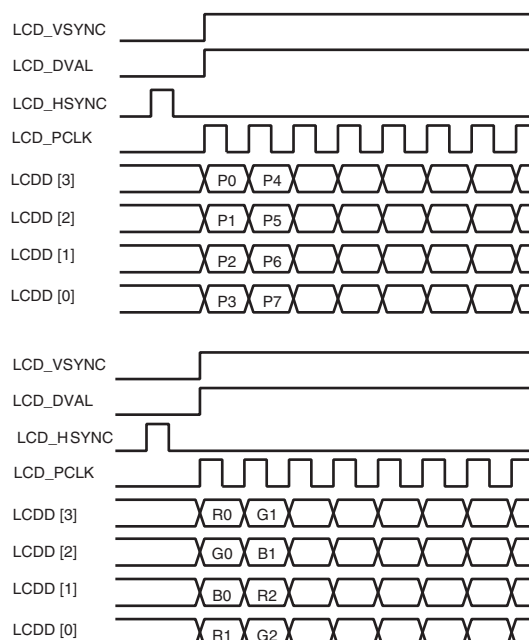 LCD_VSYNC
LCD_DVAL
LCD_HSYNC
LCD_PCLK
LCDD [3] P0 P4
LCDD [2] P1 P5
LCDD [1] P2 P6
LCDD [0] P3 P7
LCD_VSYNC
LCD_DVAL
LCD_HSYNC
LCD_PCLK
LCDD [3] R0 G1
LCDD [2] G0 B1
LCDD [1] B0 R2
LCDD [0] R1 G2